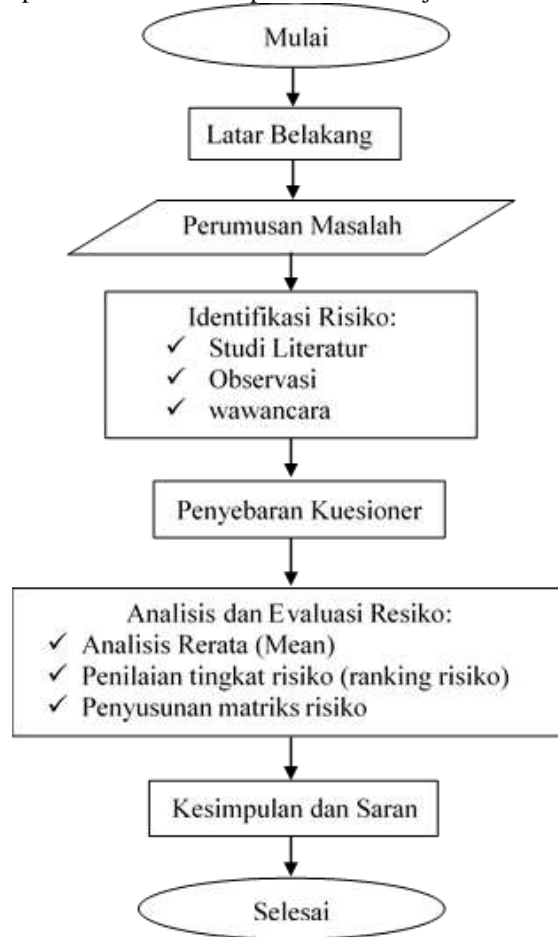 Mulai
Latar Belakang
Perumusan Masalah
Identifikasi Risiko:
✓ Studi Literatur
✓ Observasi
✓ wawancara
Penyebaran Kuesioner
Analisis dan Evaluasi Resiko:
✓ Analisis Rerata (Mean)
✓ Penilaian tingkat risiko (ranking risiko)
✓ Penyusunan matriks risiko
Kesimpulan dan Saran
Selesai